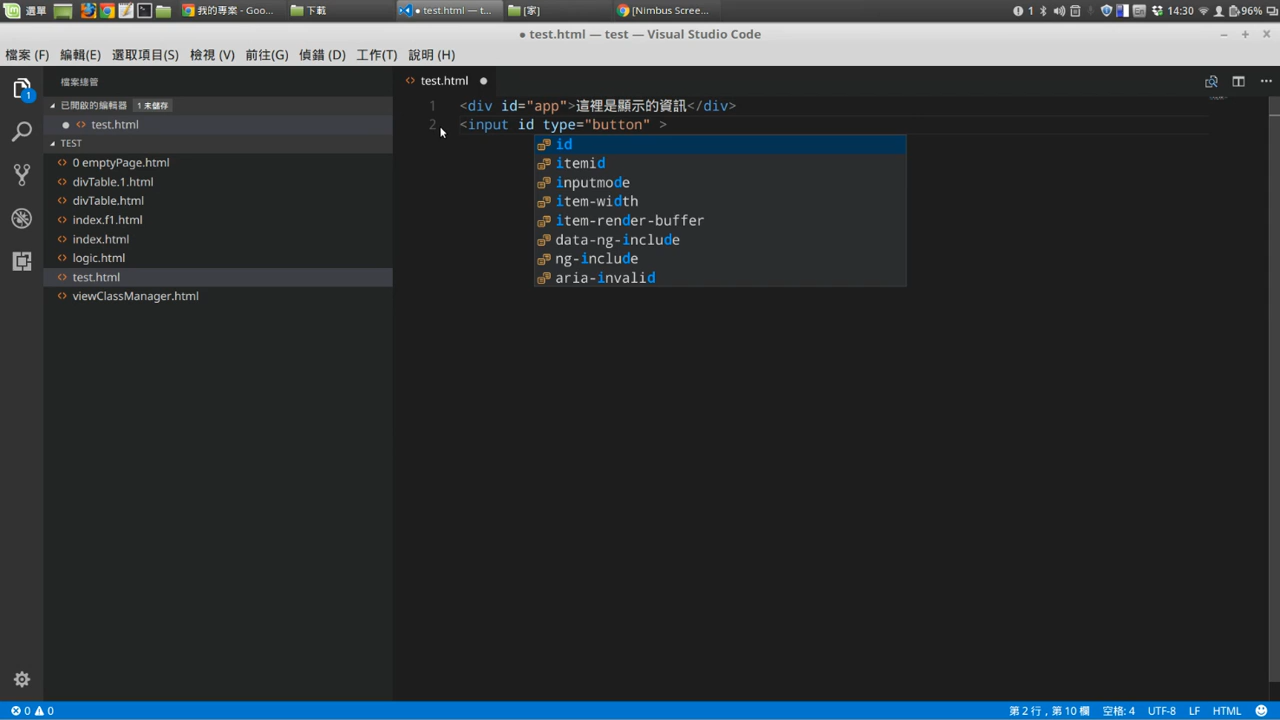 選單 我的專案 - Goo... 下載 ● test.html — t... [家] [Nimbus Scree... 1 En 14:30 96%
● test.html — test — Visual Studio Code
檔案 (F) 編輯(E) 選取項目(S) 檢視 (V) 前往(G) 偵錯 (D) 工作(T) 說明 (H)
檔案總管
test.html ●
已開啟的編輯器 1 未儲存
1 <div id="app">這裡是顯示的資訊</div>
● test.html
2 <input id type="button" >
TEST
id
0 emptyPage.html
itemid
divTable.1.html
inputmode
divTable.html
item-width
index.f1.html
item-render-buffer
index.html
data-ng-include
logic.html
ng-include
test.html
aria-invalid
viewClassManager.html
1
0 0 第 2 行，第 10 欄 空格: 4 UTF-8 LF HTML